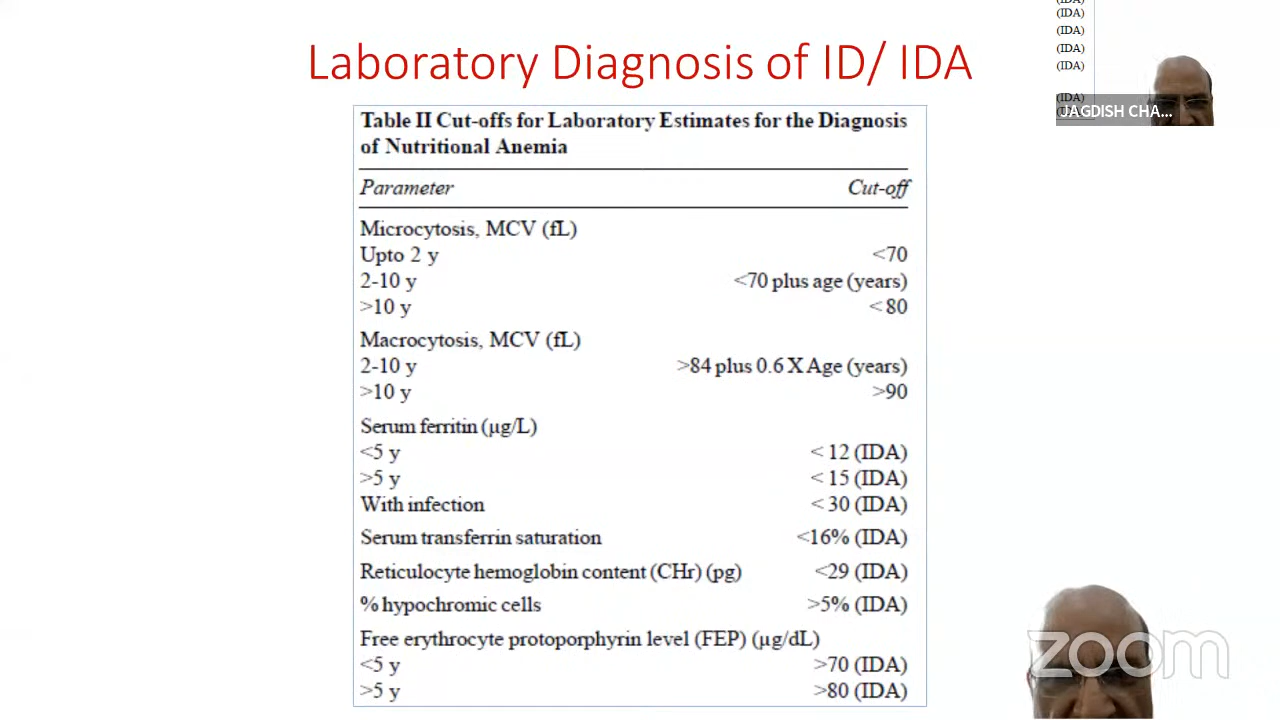 Laboratory Diagnosis of ID/ IDA
Table II Cut-offs for Laboratory Estimates for the Diagnosis
of Nutritional Anemia
Parameter Cut-off
Microcytosis, MCV (fL)
Upto 2 y <70
2-10 y <70 plus age (years)
>10 y < 80
Macrocytosis, MCV (fL)
2-10 y >84 plus 0.6 X Age (years)
>10 y >90
Serum ferritin (µg/L)
<5 y < 12 (IDA)
>5 y < 15 (IDA)
With infection < 30 (IDA)
Serum transferrin saturation <16% (IDA)
Reticulocyte hemoglobin content (CHr) (pg) <29 (IDA)
% hypochromic cells >5% (IDA)
Free erythrocyte protoporphyrin level (FEP) (µg/dL)
<5 y >70 (IDA)
>5 y >80 (IDA)
(IDA)
(IDA)
(IDA)
(IDA)
(IDA)
JAGDISH CHA...
zoom